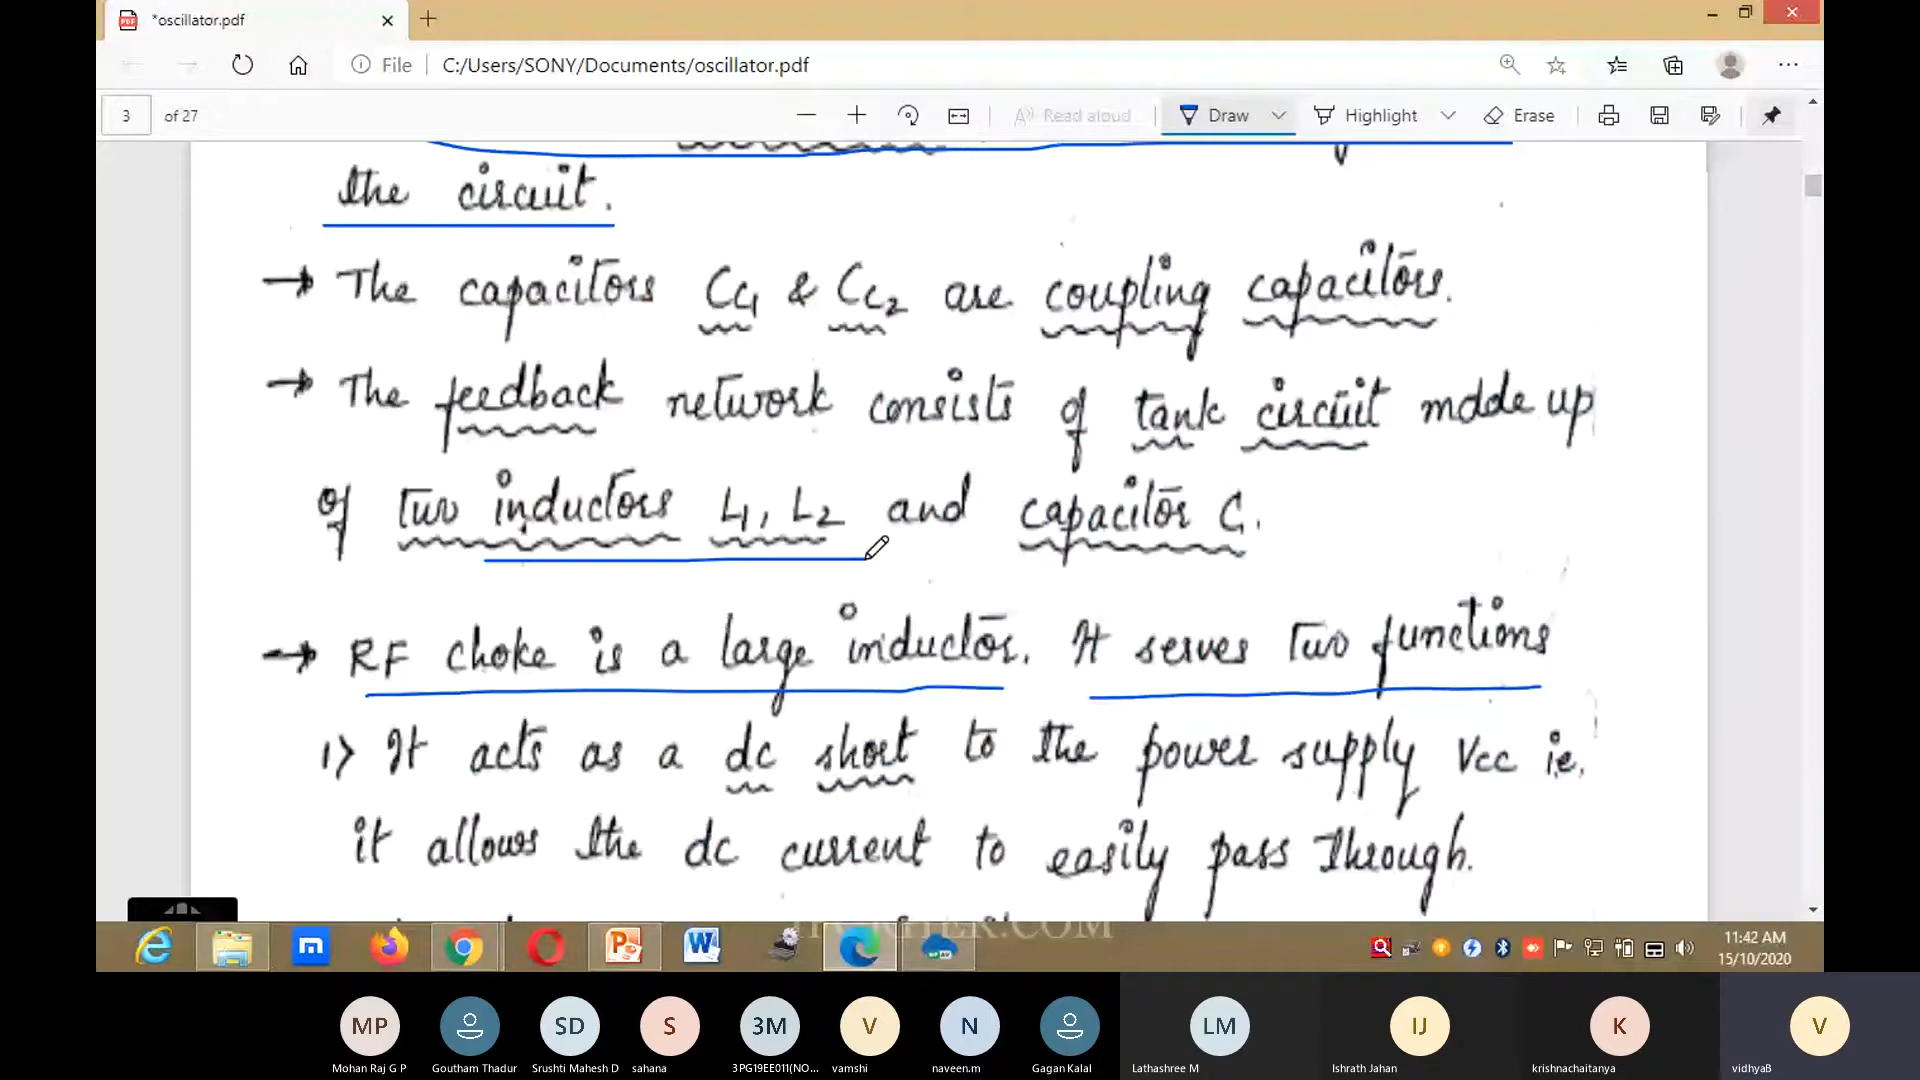 *oscillator.pdf
File C:/Users/SONY/Documents/oscillator.pdf
3 of 27 Read aloud Draw Highlight Erase
the circuit.
→ The capacitors CC1 & CC2 are coupling capacitors.
→ The feedback network consists of tank circuit made up
of two inductors L1, L2 and capacitor C1.
→ RF choke is a large inductor. It serves two functions
1> It acts as a dc short to the power supply Vcc ie.
it allows the dc current to easily pass through.
11:42 AM
15/10/2020
MP SD S 3M V N LM IJ K V
Mohan Raj G P Goutham Thadur Srushti Mahesh D sahana 3PG19EE011(NO... vamshi naveen.m Gagan Kalal Lathashree M Ishrath Jahan krishnachaitanya vidhyaB